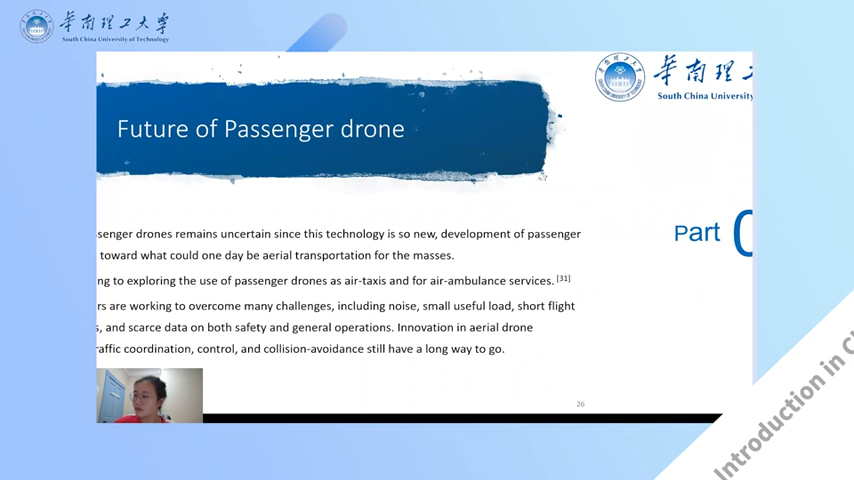 华南理工大学
South China University of Technology
华南理工
South China University
Future of Passenger drone
Part
senger drones remains uncertain since this technology is so new, development of passenger
toward what could one day be aerial transportation for the masses.
ng to exploring the use of passenger drones as air-taxis and for air-ambulance services. [31]
rs are working to overcome many challenges, including noise, small useful load, short flight
s, and scarce data on both safety and general operations. Innovation in aerial drone
raffic coordination, control, and collision-avoidance still have a long way to go.
26
Introduction in